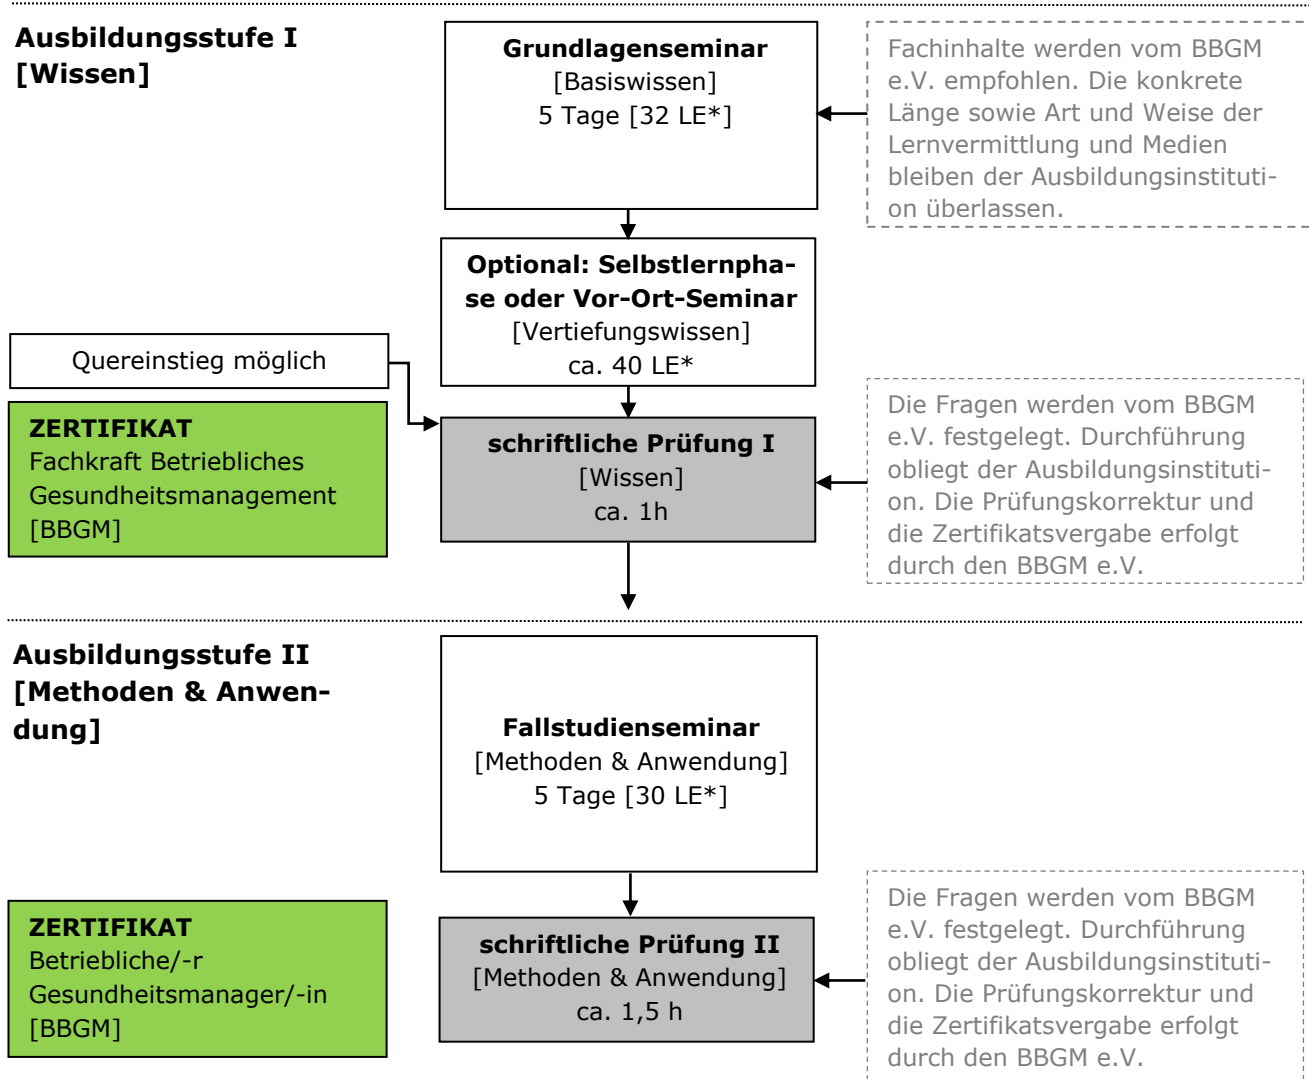 Ausbildungsstufe I
[Wissen]
Grundlagenseminar
[Basiswissen]
5 Tage [32 LE*]
Fachinhalte werden vom BBGM
e.V. empfohlen. Die konkrete
Länge sowie Art und Weise der
Lernvermittlung und Medien
bleiben der Ausbildungsinstituti-
on überlassen.
Optional: Selbstlernpha-
se oder Vor-Ort-Seminar
[Vertiefungswissen]
ca. 40 LE*
Quereinstieg möglich
ZERTIFIKAT
Fachkraft Betriebliches
Gesundheitsmanagement
[BBGM]
schriftliche Prüfung I
[Wissen]
ca. 1h
Die Fragen werden vom BBGM
e.V. festgelegt. Durchführung
obliegt der Ausbildungsinstituti-
on. Die Prüfungskorrektur und
die Zertifikatsvergabe erfolgt
durch den BBGM e.V.
Ausbildungsstufe II
[Methoden & Anwen-
dung]
Fallstudienseminar
[Methoden & Anwendung]
5 Tage [30 LE*]
ZERTIFIKAT
Betriebliche/-r
Gesundheitsmanager/-in
[BBGM]
schriftliche Prüfung II
[Methoden & Anwendung]
ca. 1,5 h
Die Fragen werden vom BBGM
e.V. festgelegt. Durchführung
obliegt der Ausbildungsinstituti-
on. Die Prüfungskorrektur und
die Zertifikatsvergabe erfolgt
durch den BBGM e.V.